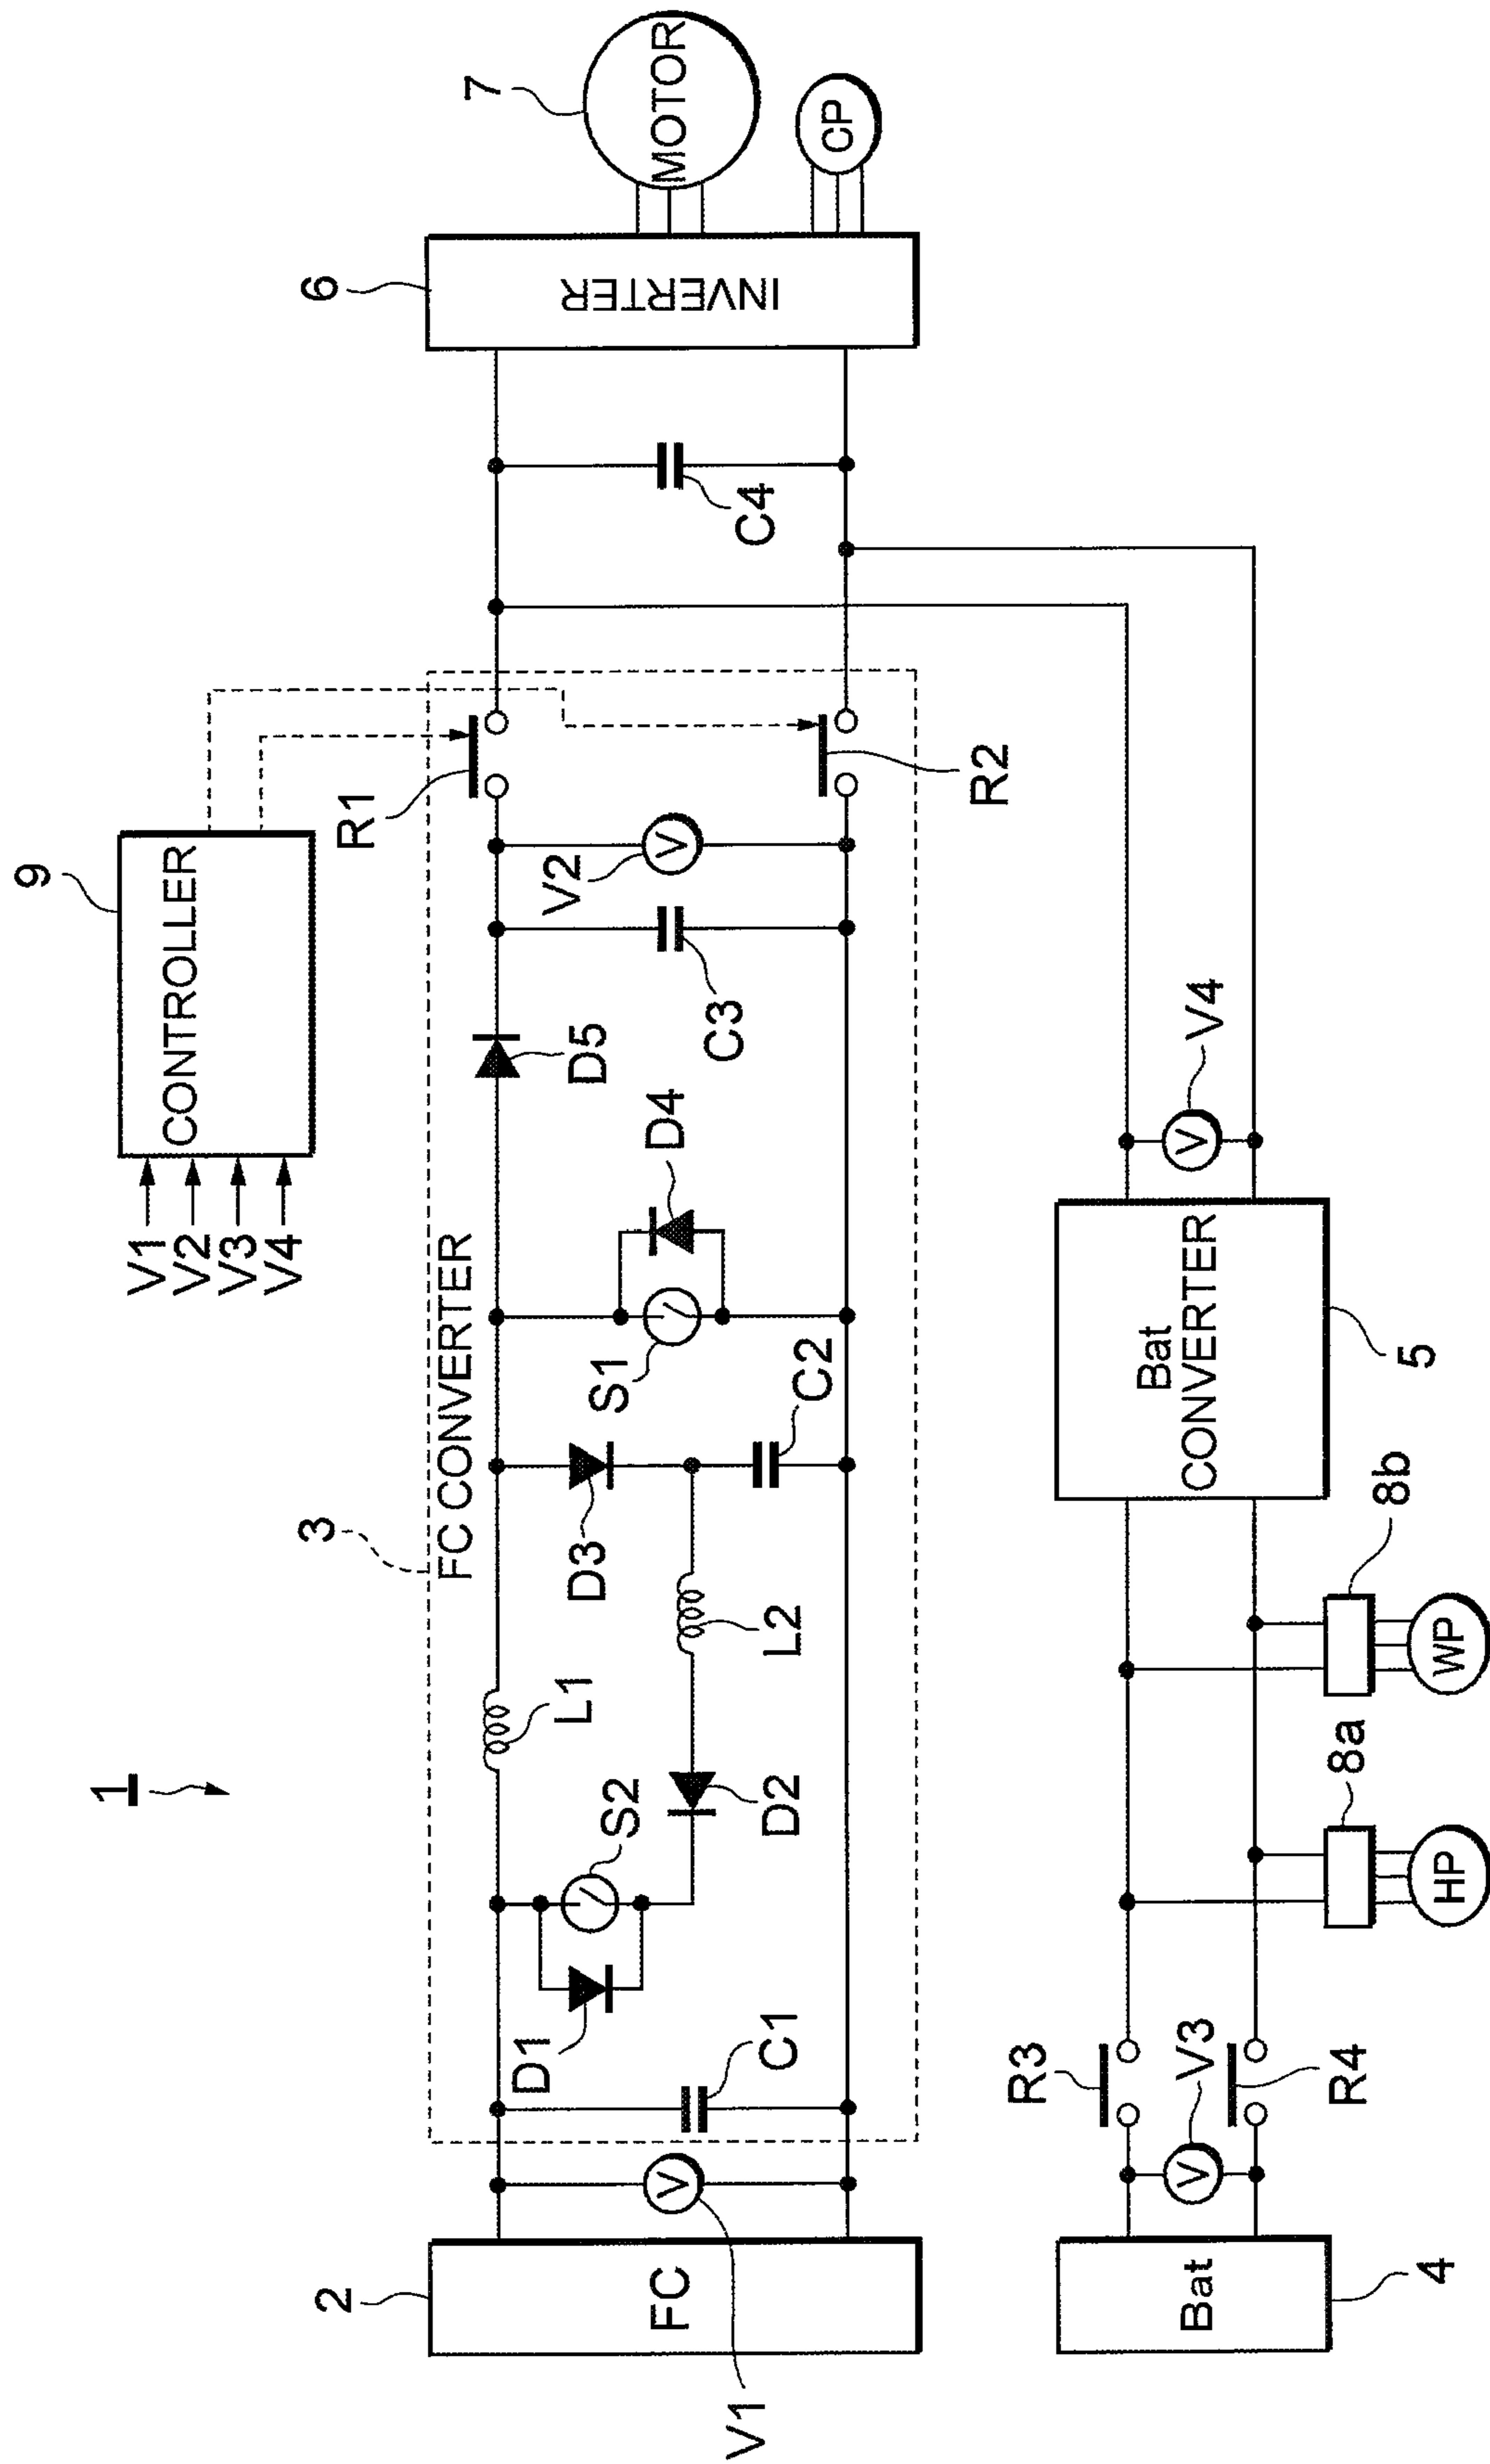 1
9
CONTROLLER
V1
V2
V3
V4
3
FC CONVERTER
R1
6
INVERTER
7
MOTOR
CP
2
FC
V1
C1
D1
S2
D2
L1
L2
D3
C2
S1
D4
D5
C3
V2
R2
C4
4
Bat
V3
R3
R4
8a
HP
8b
WP
Bat
CONVERTER
5
V4
V
V
V
V